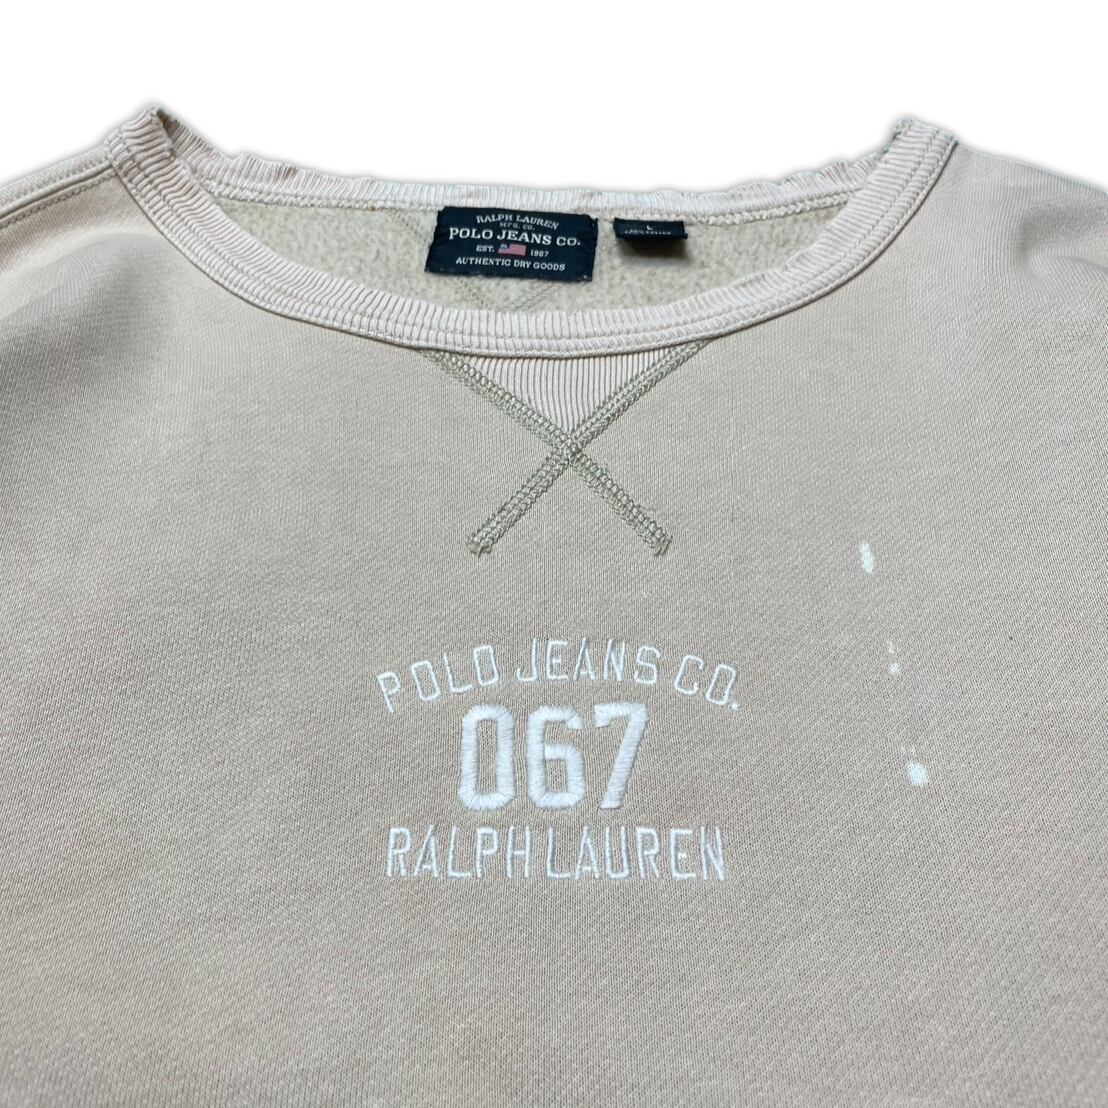 RALPH LAUREN
MFG. CO.
POLO JEANS CO.
EST. 1967
AUTHENTIC DRY GOODS
L
POLO JEANS CO.
067
RALPH LAUREN